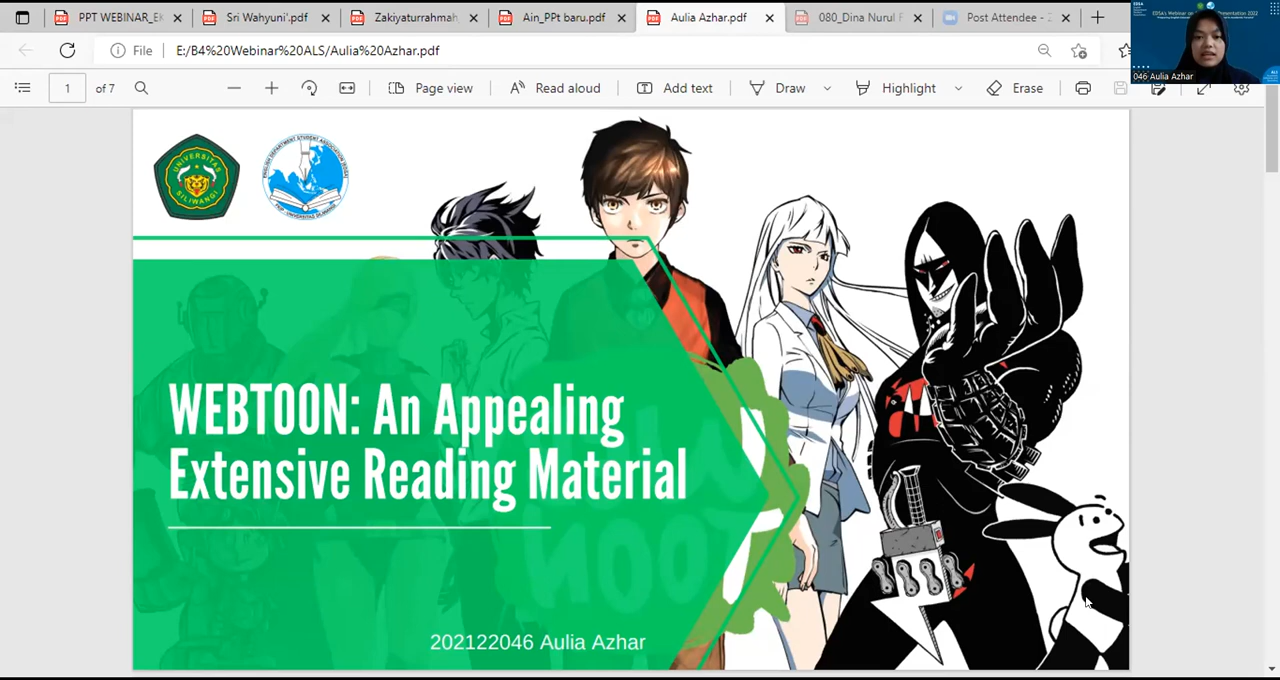 PPT WEBINAR_Ek
Sri Wahyuni'.pdf
Zakiyaturrahmah,
Ain_PPt baru.pdf
Aulia Azhar.pdf
080_Dina Nurul F
Post Attendee - Z
File
E:/B4%20Webinar%20ALS/Aulia%20Azhar.pdf
046 Aulia Azhar
1 of 7
Page view
Read aloud
Add text
Draw
Highlight
Erase
UNIVERSITAS
SILIWANGI
WEBTOON: An Appealing
Extensive Reading Material
202122046 Aulia Azhar